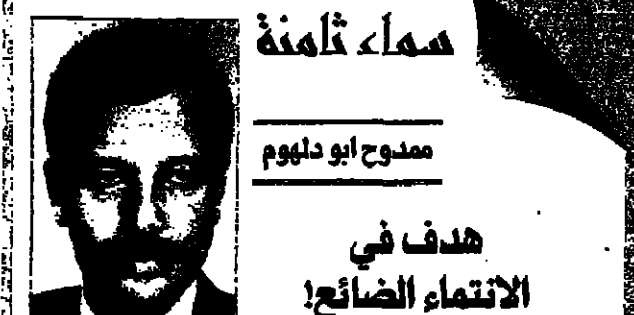 سماء ثامنة
ممدوح ابو دلهوم
هدف في
الانتماء الضائع!